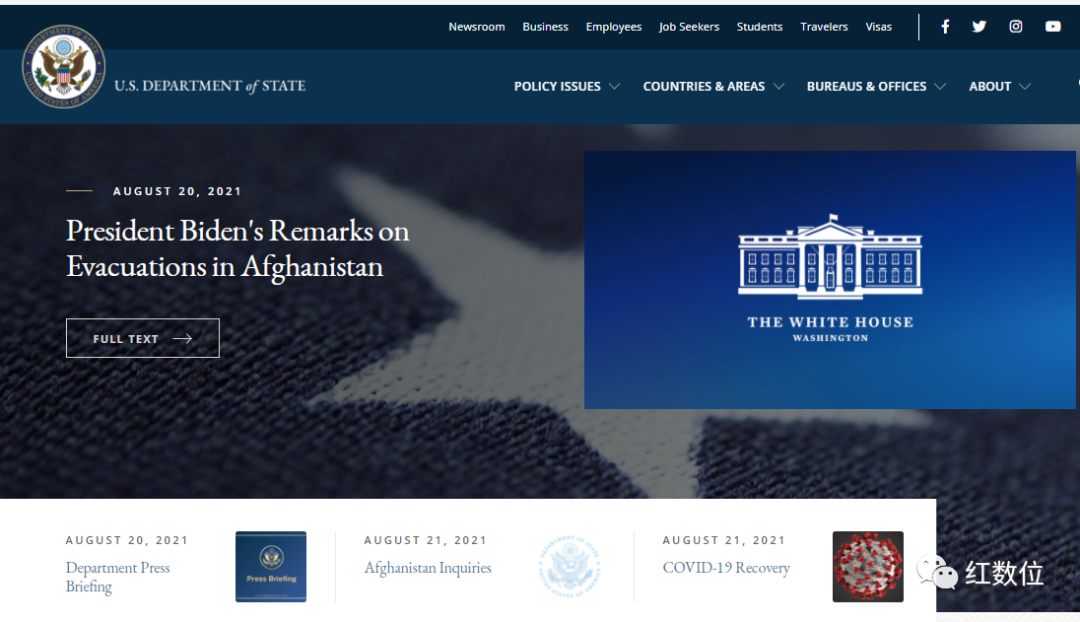 Newsroom Business Employees Job Seekers Students Travelers Visas
U.S. DEPARTMENT of STATE
POLICY ISSUES COUNTRIES & AREAS BUREAUS & OFFICES ABOUT
AUGUST 20, 2021
President Biden's Remarks on
Evacuations in Afghanistan
FULL TEXT
THE WHITE HOUSE
WASHINGTON
AUGUST 20, 2021
Department Press
Briefing
Press Briefing
AUGUST 21, 2021
Afghanistan Inquiries
AUGUST 21, 2021
COVID-19 Recovery
红数位